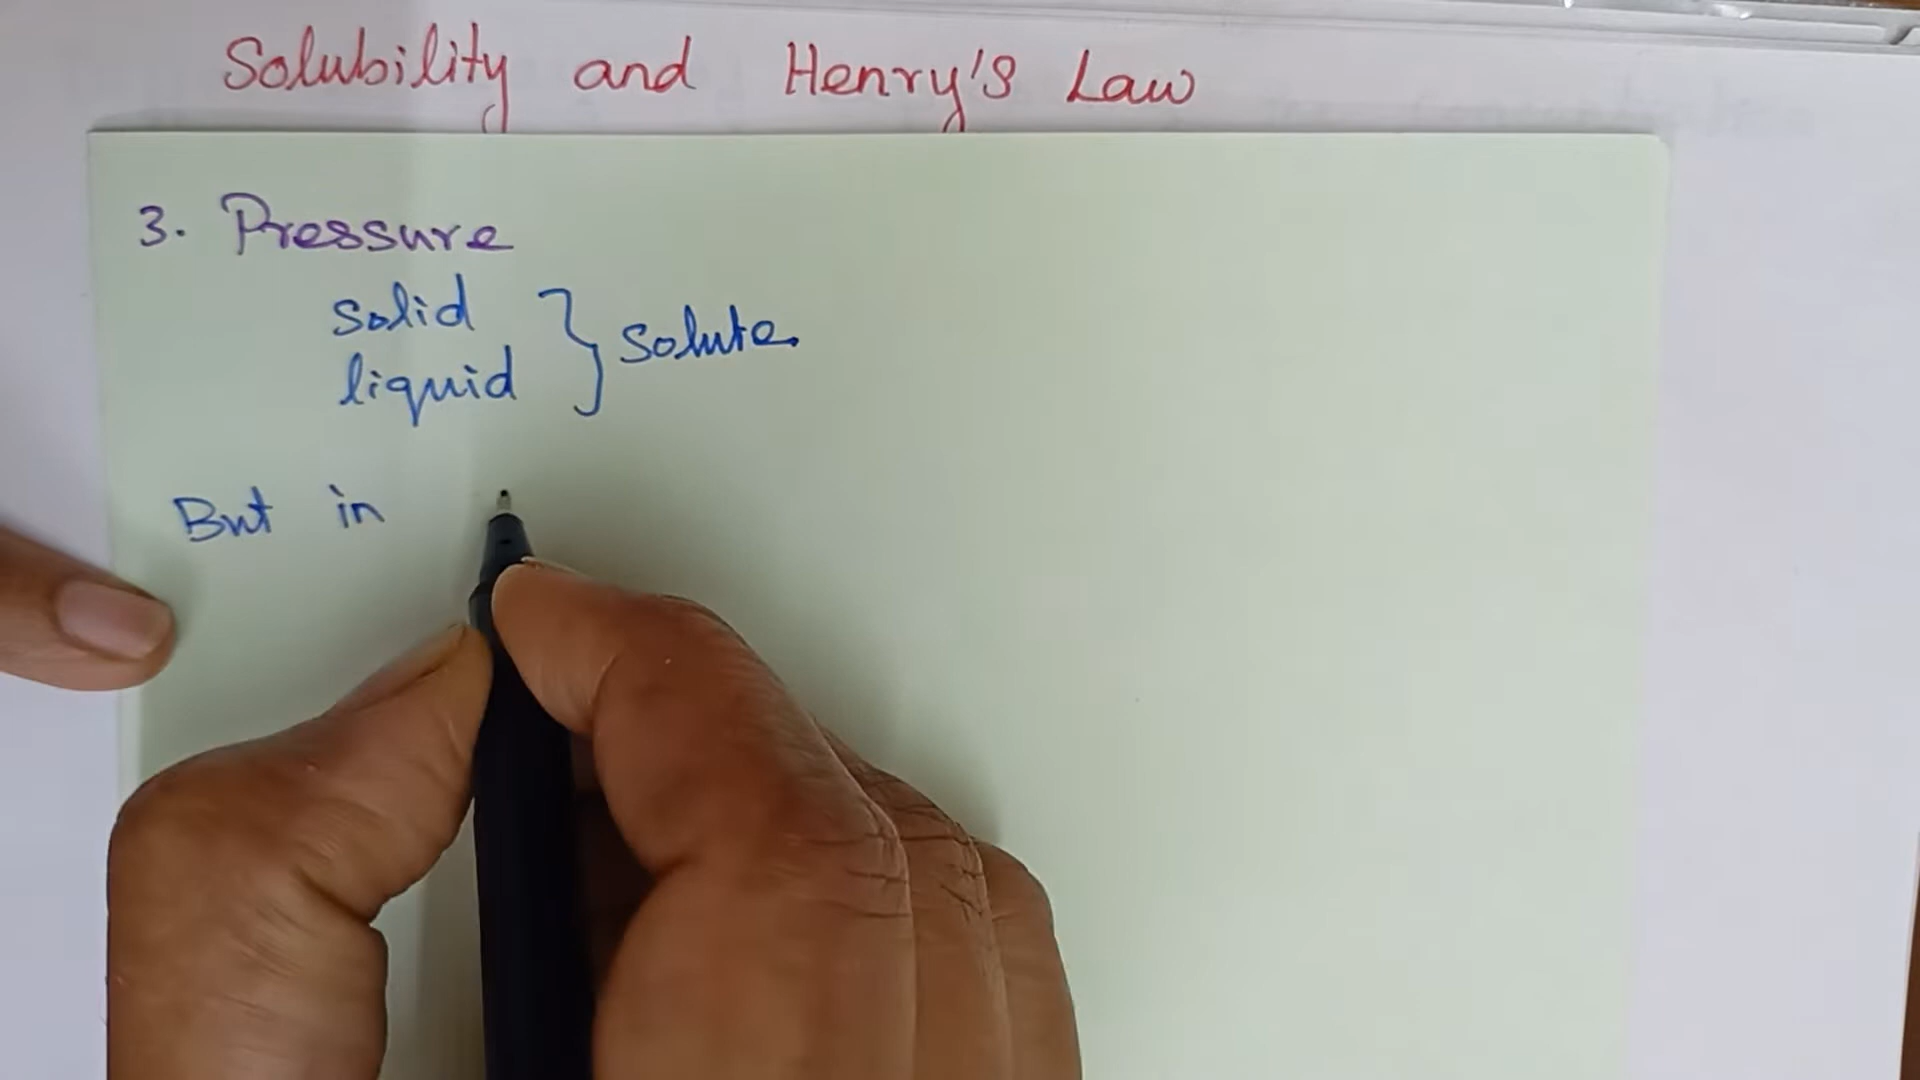 Solubility and Henry's Law
3. Pressure
solid
liquid } solute.
But in